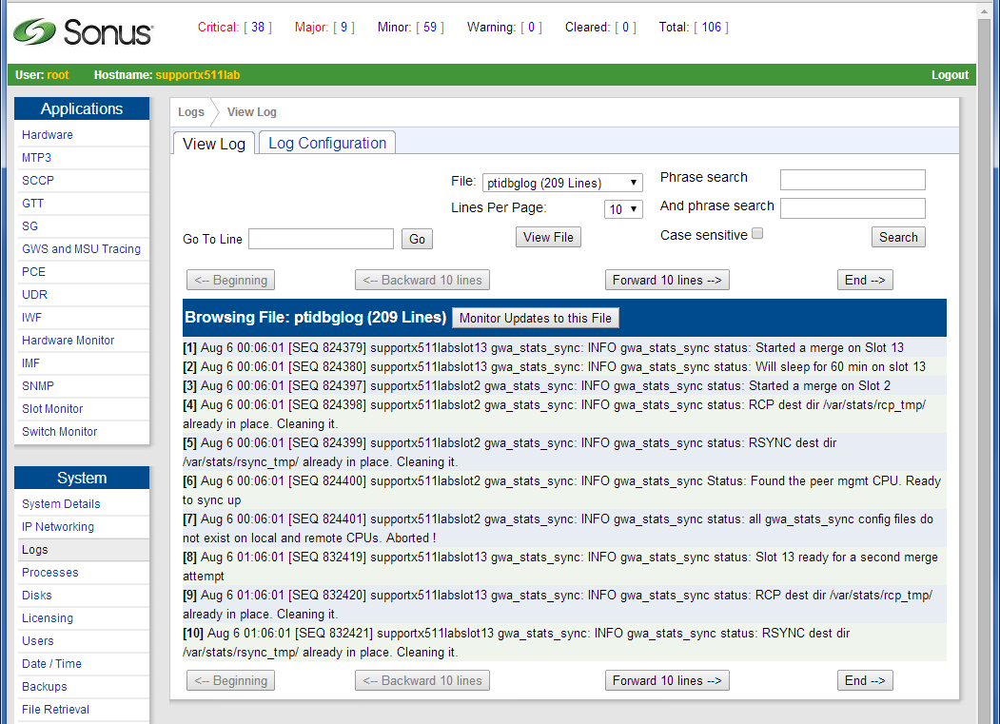 Sonus
Critical: [ 38 ] Major: [ 9 ] Minor: [ 59 ] Warning: [ 0 ] Cleared: [ 0 ] Total: [ 106 ]
User: root Hostname: supportx511lab Logout
Applications
Hardware
MTP3
SCCP
GTT
SG
GWS and MSU Tracing
PCE
UDR
IWF
Hardware Monitor
IMF
SNMP
Slot Monitor
Switch Monitor
System
System Details
IP Networking
Logs
Processes
Disks
Licensing
Users
Date / Time
Backups
File Retrieval
Logs View Log
View Log Log Configuration
File: ptidbglog (209 Lines) Phrase search
Lines Per Page: 10 And phrase search
Go To Line Go View File Case sensitive Search
<-- Beginning <-- Backward 10 lines Forward 10 lines --> End -->
Browsing File: ptidbglog (209 Lines) Monitor Updates to this File
[1] Aug 6 00:06:01 [SEQ 824379] supportx511labslot13 gwa_stats_sync: INFO gwa_stats_sync status: Started a merge on Slot 13
[2] Aug 6 00:06:01 [SEQ 824380] supportx511labslot13 gwa_stats_sync: INFO gwa_stats_sync status: Will sleep for 60 min on slot 13
[3] Aug 6 00:06:01 [SEQ 824397] supportx511labslot2 gwa_stats_sync: INFO gwa_stats_sync status: Started a merge on Slot 2
[4] Aug 6 00:06:01 [SEQ 824398] supportx511labslot2 gwa_stats_sync: INFO gwa_stats_sync status: RCP dest dir /var/stats/rcp_tmp/
already in place. Cleaning it.
[5] Aug 6 00:06:01 [SEQ 824399] supportx511labslot2 gwa_stats_sync: INFO gwa_stats_sync status: RSYNC dest dir
/var/stats/rsync_tmp/ already in place. Cleaning it.
[6] Aug 6 00:06:01 [SEQ 824400] supportx511labslot2 gwa_stats_sync: INFO gwa_stats_sync Status: Found the peer mgmt CPU. Ready
to sync up
[7] Aug 6 00:06:01 [SEQ 824401] supportx511labslot2 gwa_stats_sync: INFO gwa_stats_sync status: all gwa_stats_sync config files do
not exist on local and remote CPUs. Aborted !
[8] Aug 6 01:06:01 [SEQ 832419] supportx511labslot13 gwa_stats_sync: INFO gwa_stats_sync status: Slot 13 ready for a second merge
attempt
[9] Aug 6 01:06:01 [SEQ 832420] supportx511labslot13 gwa_stats_sync: INFO gwa_stats_sync status: RCP dest dir /var/stats/rcp_tmp/
already in place. Cleaning it.
[10] Aug 6 01:06:01 [SEQ 832421] supportx511labslot13 gwa_stats_sync: INFO gwa_stats_sync status: RSYNC dest dir
/var/stats/rsync_tmp/ already in place. Cleaning it.
<-- Beginning <-- Backward 10 lines Forward 10 lines --> End -->